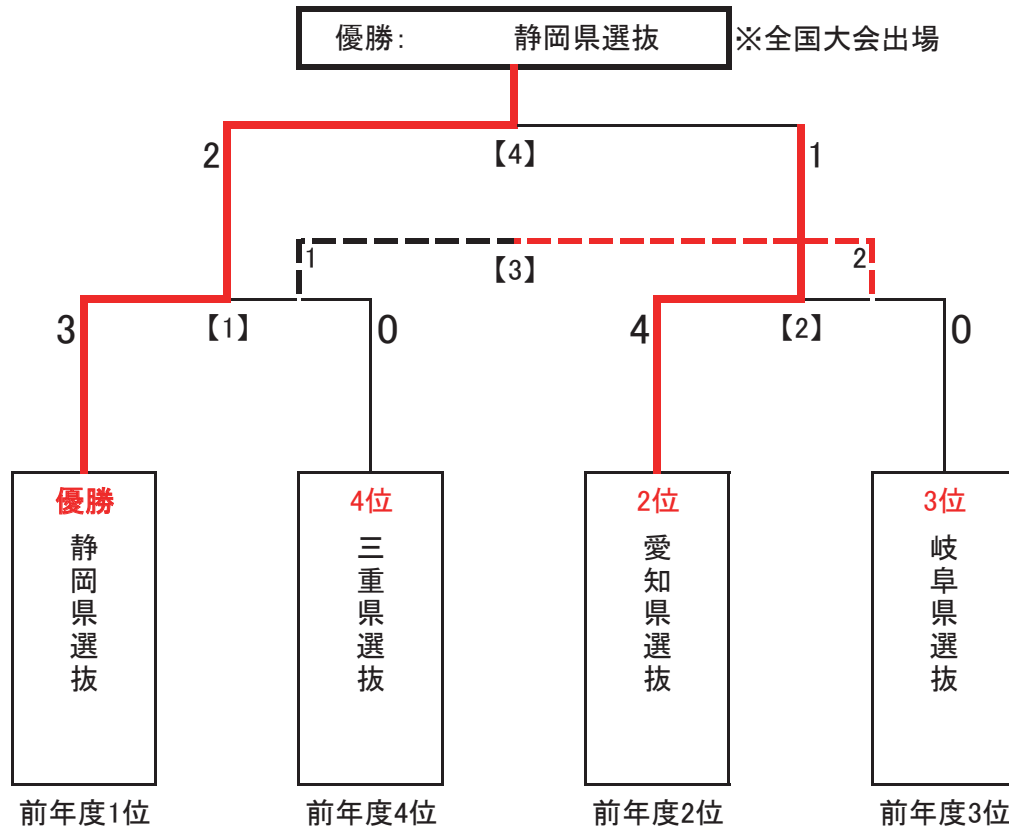 優勝: 静岡県選抜 ※全国大会出場
2 【4】 1
1 【3】 2
3 【1】 0 4 【2】 0
優勝 4位 2位 3位
静岡県選抜
三重県選抜
愛知県選抜
岐阜県選抜
前年度1位 前年度4位 前年度2位 前年度3位